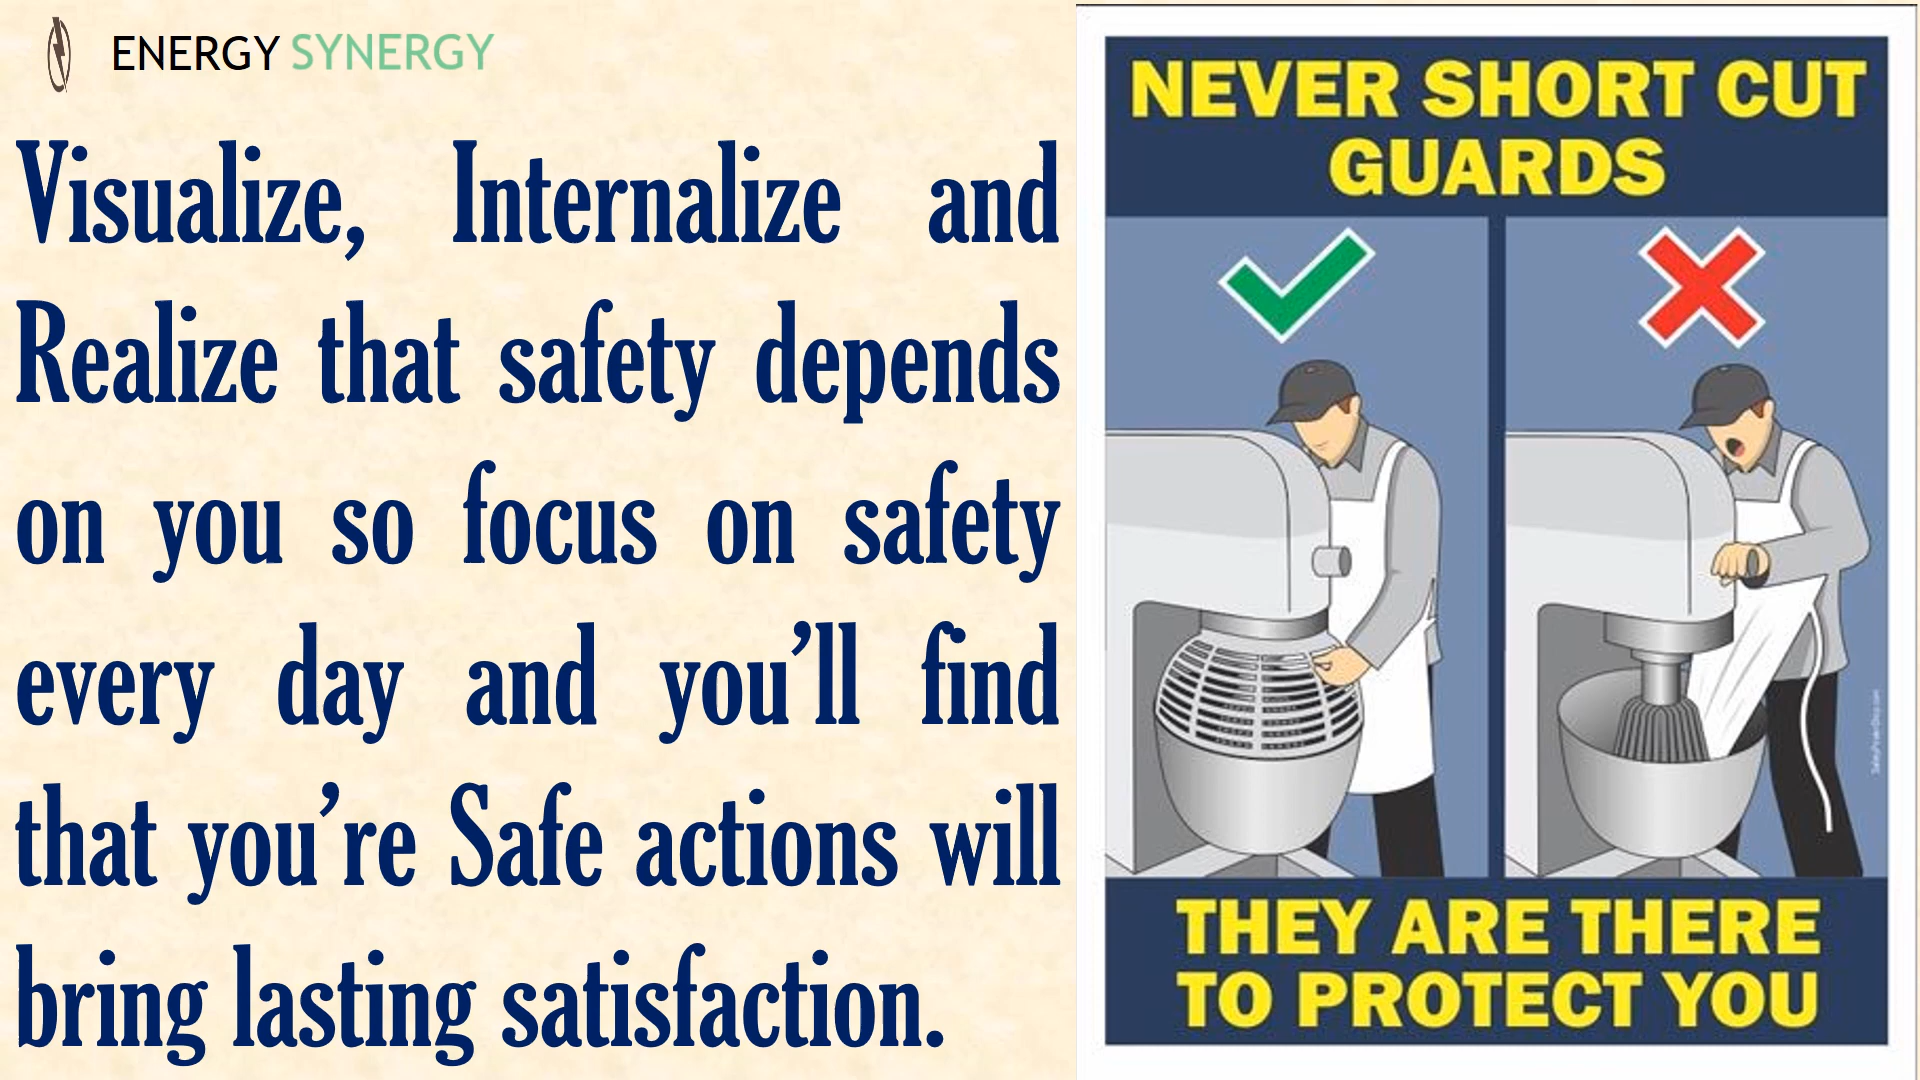 ENERGY SYNERGY
Visualize, Internalize and
Realize that safety depends
on you so focus on safety
every day and you’ll find
that you’re Safe actions will
bring lasting satisfaction.
NEVER SHORT CUT
GUARDS
THEY ARE THERE
TO PROTECT YOU